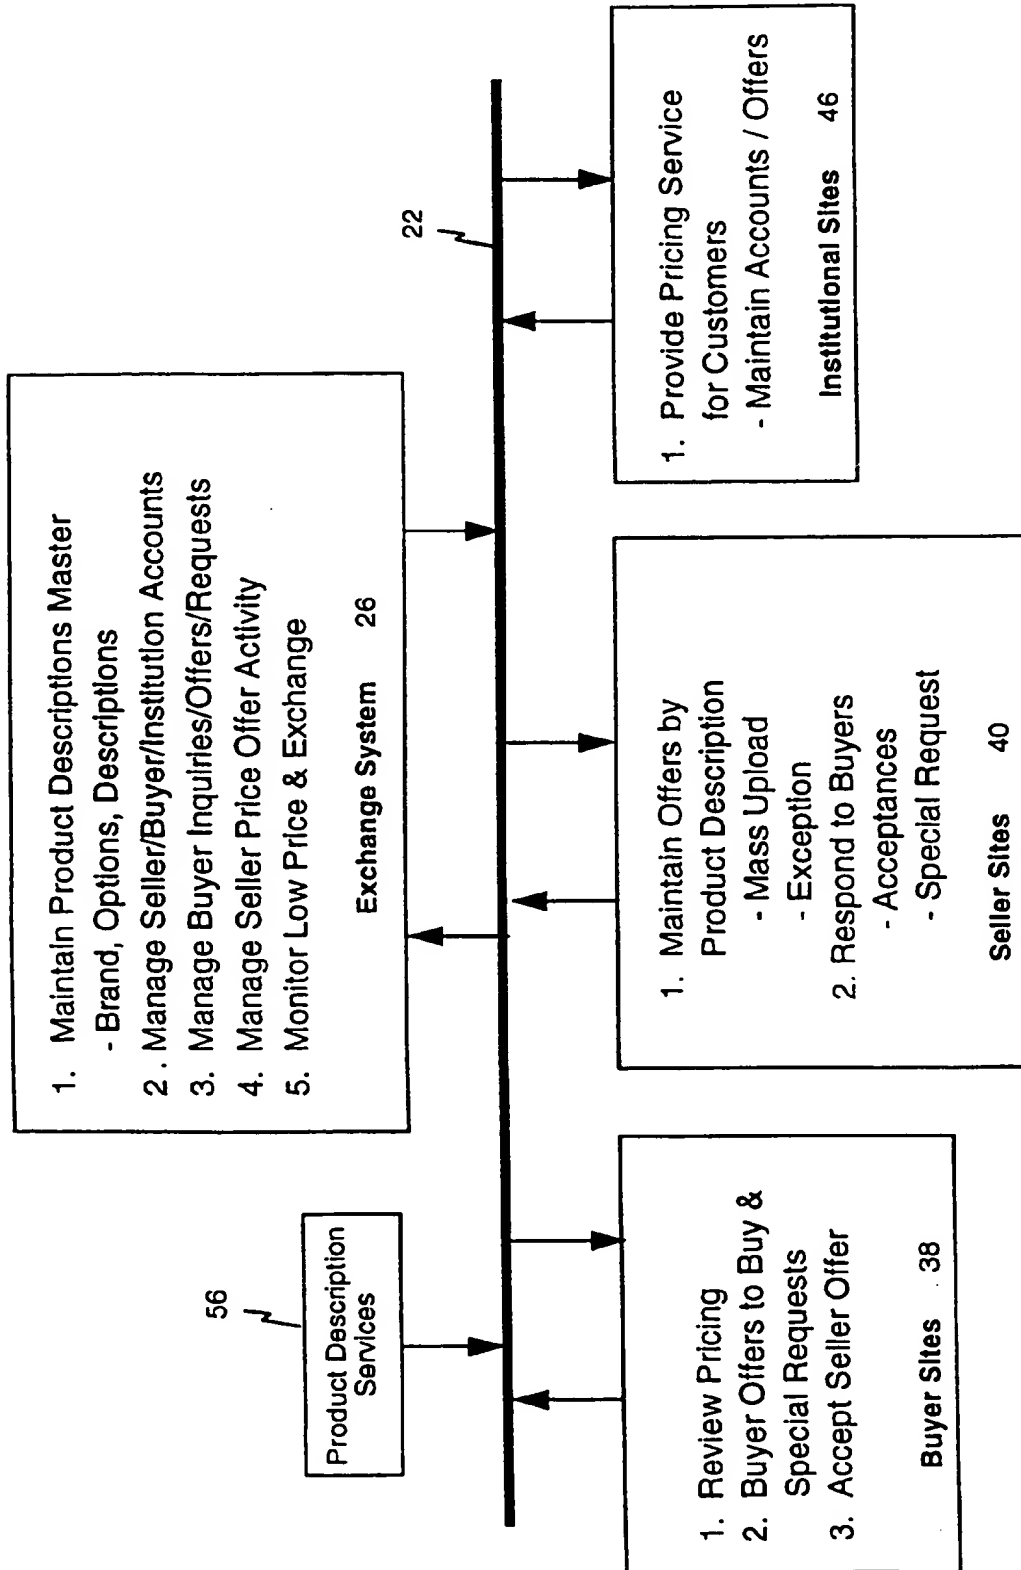 56
Product Description
Services
1. Maintain Product Descriptions Master
- Brand, Options, Descriptions
2. Manage Seller/Buyer/Institution Accounts
3. Manage Buyer Inquiries/Offers/Requests
4. Manage Seller Price Offer Activity
5. Monitor Low Price & Exchange
Exchange System 26
22
1. Review Pricing
2. Buyer Offers to Buy &
Special Requests
3. Accept Seller Offer
Buyer Sites 38
1. Maintain Offers by
Product Description
- Mass Upload
- Exception
2. Respond to Buyers
- Acceptances
- Special Request
Seller Sites 40
1. Provide Pricing Service
for Customers
- Maintain Accounts / Offers
Institutional Sites 46